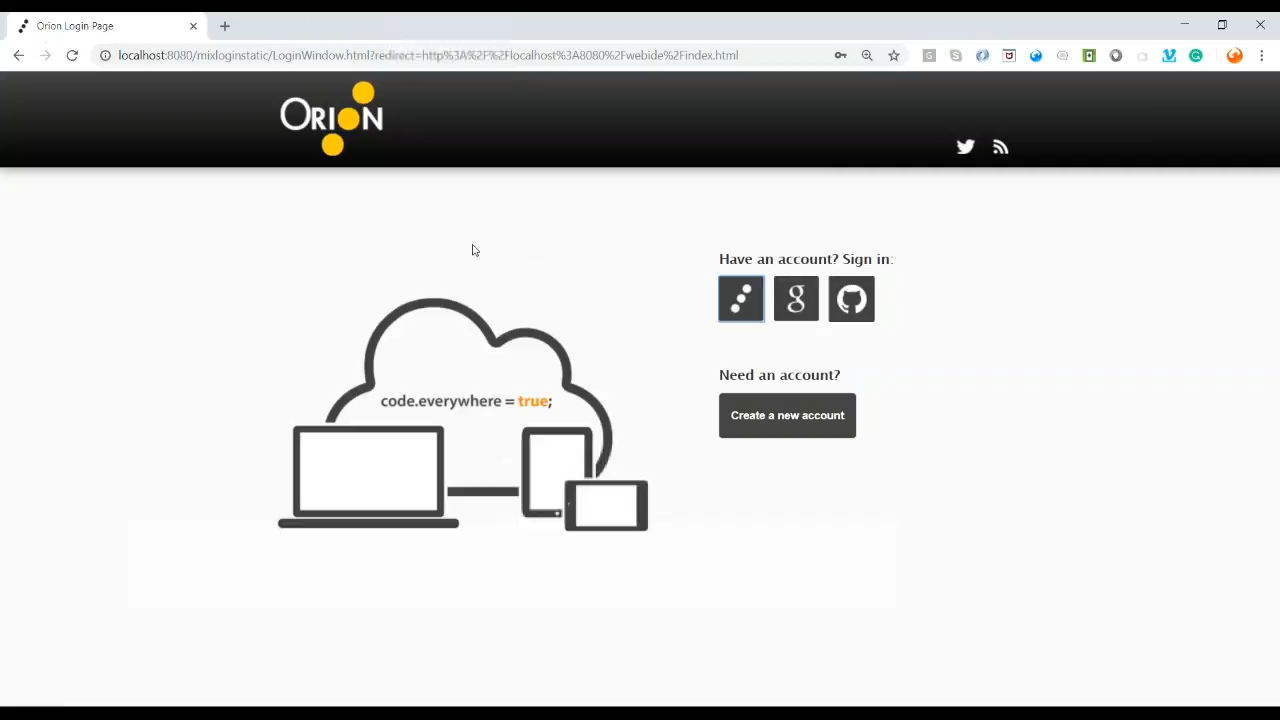 Orion Login Page
localhost:8080/mixloginstatic/LoginWindow.html?redirect=http%3A%2F%2Flocalhost%3A8080%2Fwebide%2Findex.html
ORION
Have an account? Sign in:
g
code.everywhere = true;
Need an account?
Create a new account